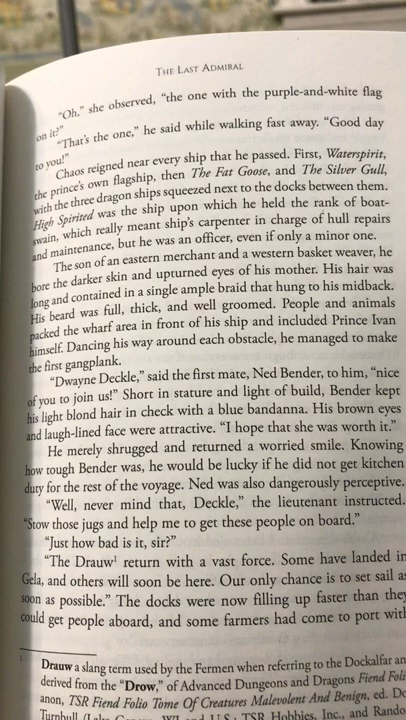 THE LAST ADMIRAL
"Oh," she observed, "the one with the purple-and-white flag
on it?"
"That's the one," he said while walking fast away. "Good day
to you!"
Chaos reigned near every ship that he passed. First, Waterspirit,
the prince's own flagship, then The Fat Goose, and The Silver Gull,
with the three dragon ships squeezed next to the docks between them.
High Spirited was the ship upon which he held the rank of boat-
swain, which really meant ship's carpenter in charge of hull repairs
and maintenance, but he was an officer, even if only a minor one.
The son of an eastern merchant and a western basket weaver, he
bore the darker skin and upturned eyes of his mother. His hair was
long and contained in a single ample braid that hung to his midback.
His beard was full, thick, and well groomed. People and animals
packed the wharf area in front of his ship and included Prince Ivan
himself. Dancing his way around each obstacle, he managed to make
the first gangplank.
"Dwayne Deckle," said the first mate, Ned Bender, to him, "nice
of you to join us!" Short in stature and light of build, Bender kept
his light blond hair in check with a blue bandanna. His brown eyes
and laugh-lined face were attractive. "I hope that she was worth it."
He merely shrugged and returned a worried smile. Knowing
how tough Bender was, he would be lucky if he did not get kitchen
duty for the rest of the voyage. Ned was also dangerously perceptive.
"Well, never mind that, Deckle," the lieutenant instructed.
"Stow those jugs and help me to get these people on board."
"Just how bad is it, sir?"
"The Drauw¹ return with a vast force. Some have landed in
Gela, and others will soon be here. Our only chance is to set sail as
soon as possible." The docks were now filling up faster than they
could get people aboard, and some farmers had come to port with
Drauw a slang term used by the Fermen when referring to the Dockalfar an
derived from the "Drow," of Advanced Dungeons and Dragons Fiend Foli
anon, TSR Fiend Folio Tome Of Creatures Malevolent And Benign, ed. Do
Turnbull TSR Hobbies, Inc., and Rando